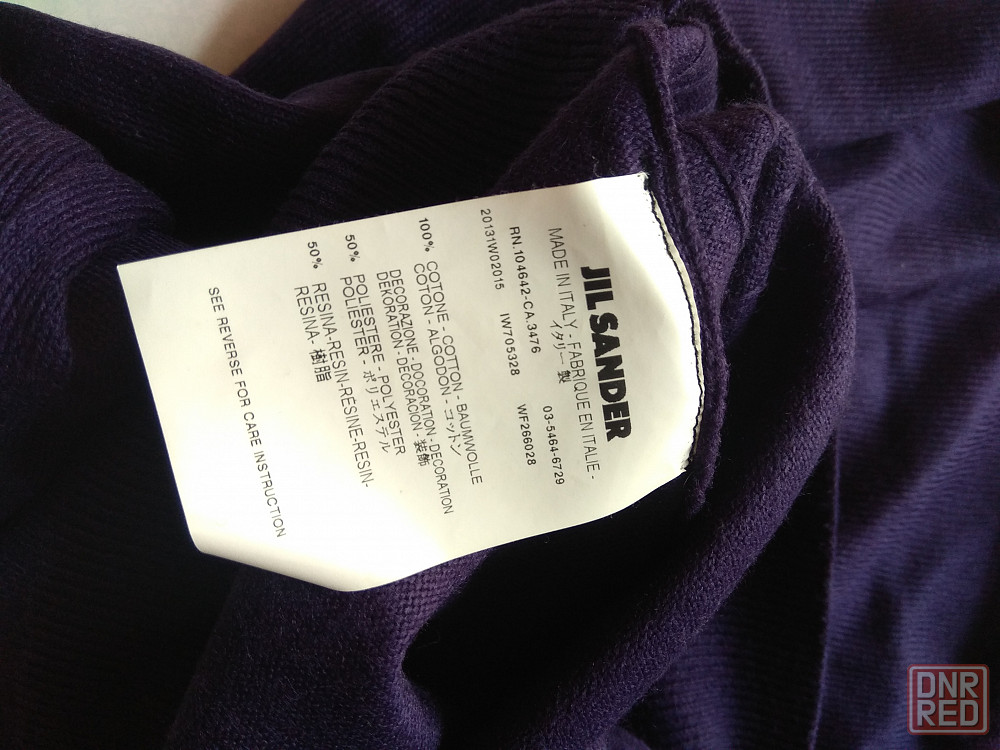 JIL SANDER
MADE IN ITALY - FABRIQUE EN ITALIE -
イタリー 製
RN.104642-CA.3476 03-5464-6729
20131W02015 IW705328 WF266028
100% COTONE - COTTON - BAUMWOLLE
COTON - ALGODON - コットン
DECORAZIONE - DOCORATION - DECORATION
DEKORATION - DECORACION - 装飾
50% POLIESTERE - POLYESTER
POLIESTER - ポリエステル
50% RESINA-RESIN-RESINE-RESIN-
RESINA- 樹脂
SEE REVERSE FOR CARE INSTRUCTION
DNR
RED